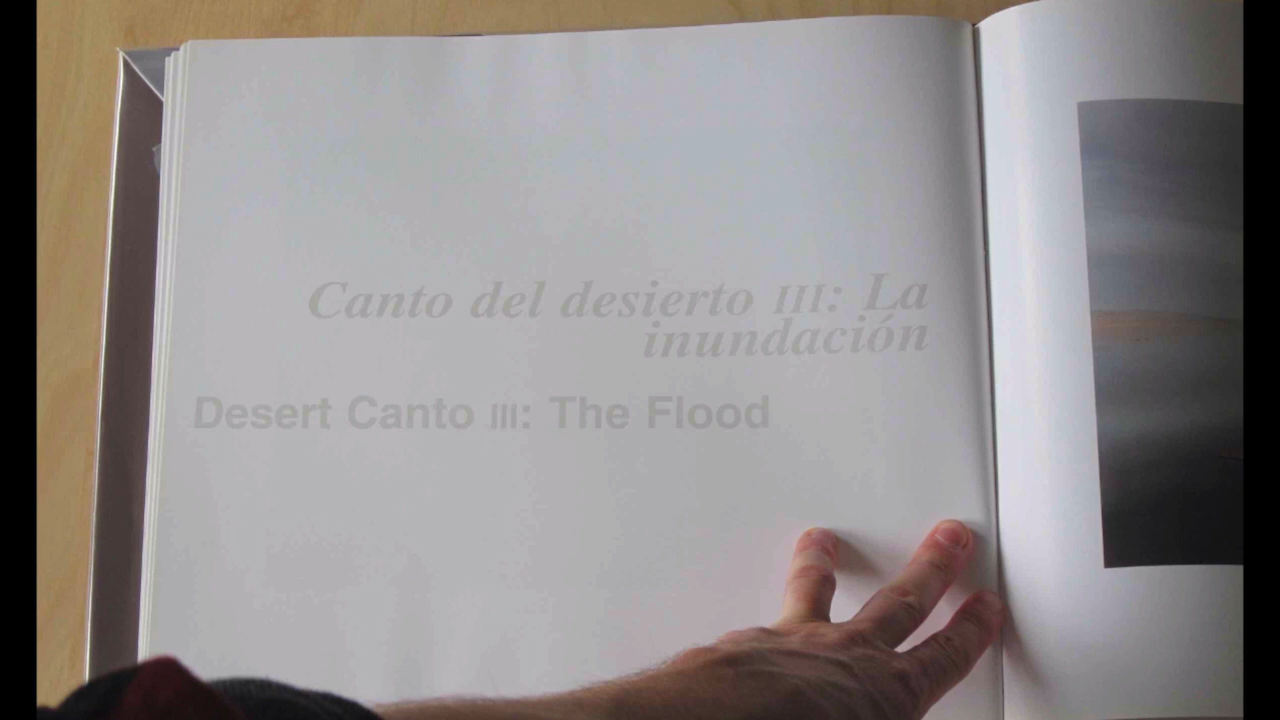 Canto del desierto III: La
inundación
Desert Canto III: The Flood